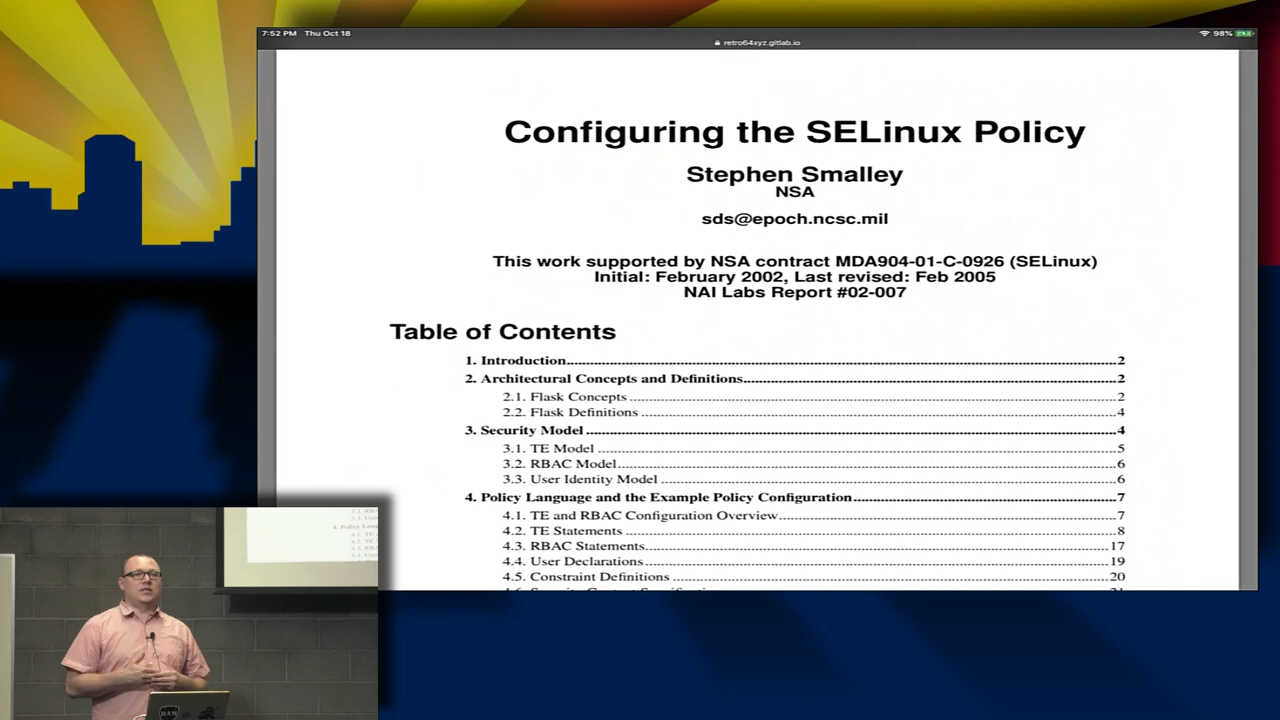 7:52 PM Thu Oct 18
98%
retro64xyz.gitlab.io
Configuring the SELinux Policy
Stephen Smalley
NSA
sds@epoch.ncsc.mil
This work supported by NSA contract MDA904-01-C-0926 (SELinux)
Initial: February 2002, Last revised: Feb 2005
NAI Labs Report #02-007
Table of Contents
1. Introduction 2
2. Architectural Concepts and Definitions 2
2.1. Flask Concepts 2
2.2. Flask Definitions 4
3. Security Model 4
3.1. TE Model 5
3.2. RBAC Model 6
3.3. User Identity Model 6
4. Policy Language and the Example Policy Configuration 7
4.1. TE and RBAC Configuration Overview 7
4.2. TE Statements 8
4.3. RBAC Statements 17
4.4. User Declarations 19
4.5. Constraint Definitions 20